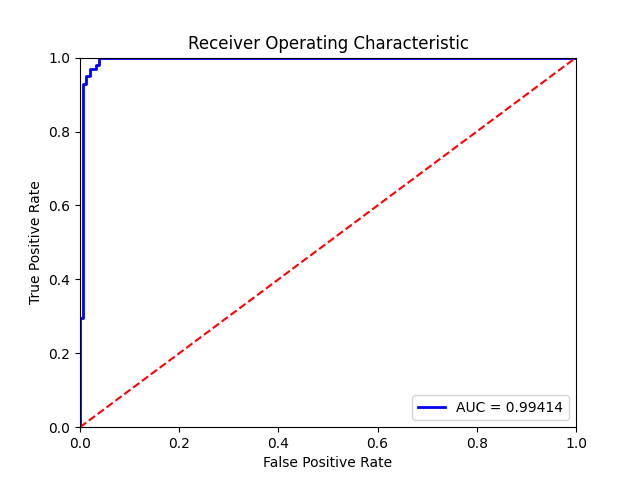 Receiver Operating Characteristic
True Positive Rate
1.0
0.8
0.6
0.4
0.2
0.0
AUC = 0.99414
0.0 0.2 0.4 0.6 0.8 1.0
False Positive Rate